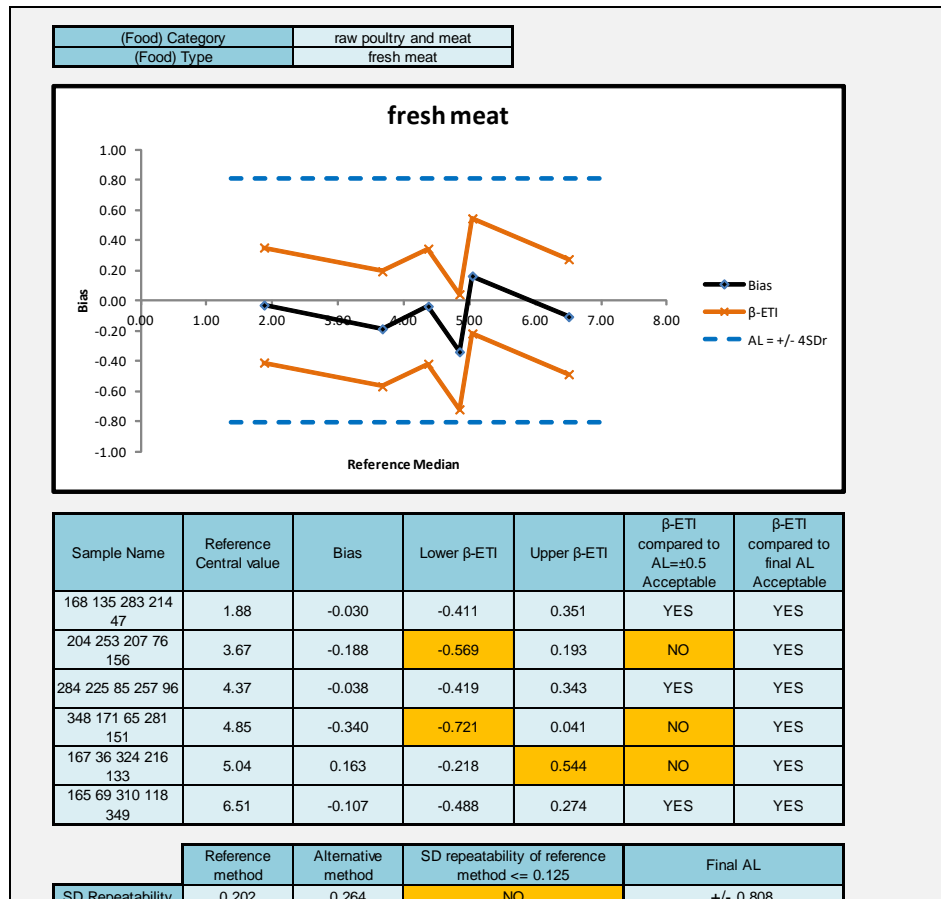 (Food) Category raw poultry and meat
(Food) Type fresh meat
fresh meat
1.00
0.80
0.60
0.40
0.20
0.00
-0.20
-0.40
-0.60
-0.80
-1.00
0.00 1.00 2.00 3.00 4.00 5.00 6.00 7.00 8.00
Bias
Reference Median
Bias
β-ETI
AL = +/- 4SDr
Sample Name Reference Central value Bias Lower β-ETI Upper β-ETI β-ETI compared to AL=±0.5 Acceptable β-ETI compared to final AL Acceptable
168 135 283 214 47 1.88 -0.030 -0.411 0.351 YES YES
204 253 207 76 156 3.67 -0.188 -0.569 0.193 NO YES
284 225 85 257 96 4.37 -0.038 -0.419 0.343 YES YES
348 171 65 281 151 4.85 -0.340 -0.721 0.041 NO YES
167 36 324 216 133 5.04 0.163 -0.218 0.544 NO YES
165 69 310 118 349 6.51 -0.107 -0.488 0.274 YES YES
Reference method Alternative method SD repeatability of reference method <= 0.125 Final AL
SD Repeatability 0.202 0.264 NO +/- 0.808